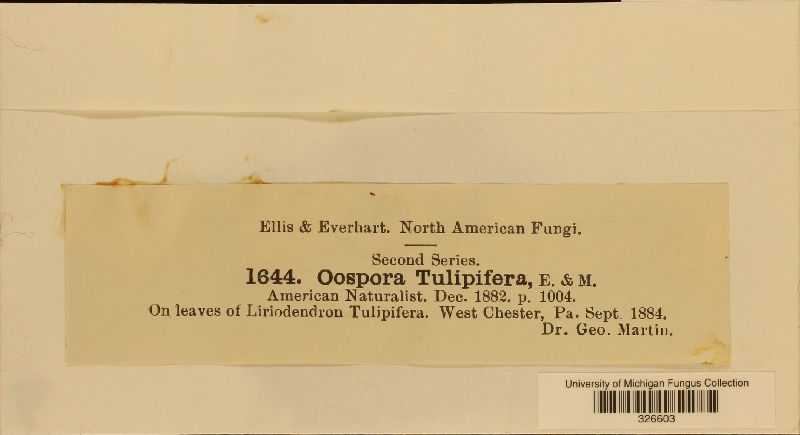 Ellis & Everhart. North American Fungi.
Second Series.
1644. Oospora Tulipifera, E. & M.
American Naturalist. Dec. 1882. p. 1004.
On leaves of Liriodendron Tulipifera. West Chester, Pa. Sept 1884.
Dr. Geo. Martin.
University of Michigan Fungus Collection
326603